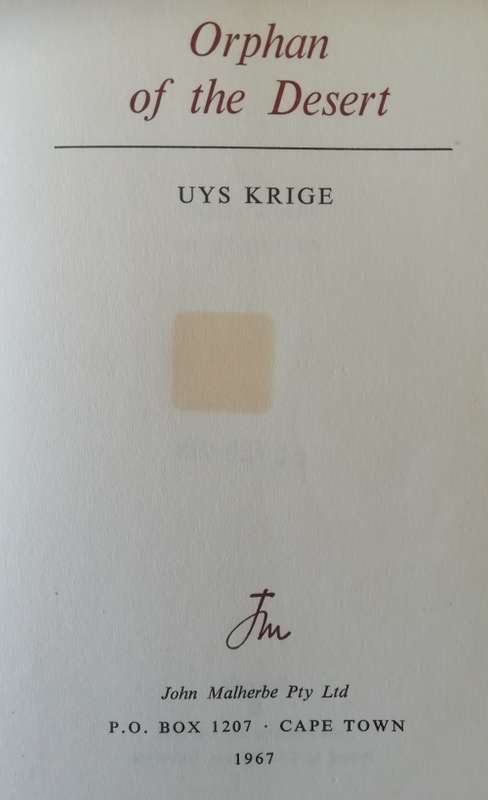 Orphan
of the Desert
UYS KRIGE
Jm
John Malherbe Pty Ltd
P.O. BOX 1207 · CAPE TOWN
1967